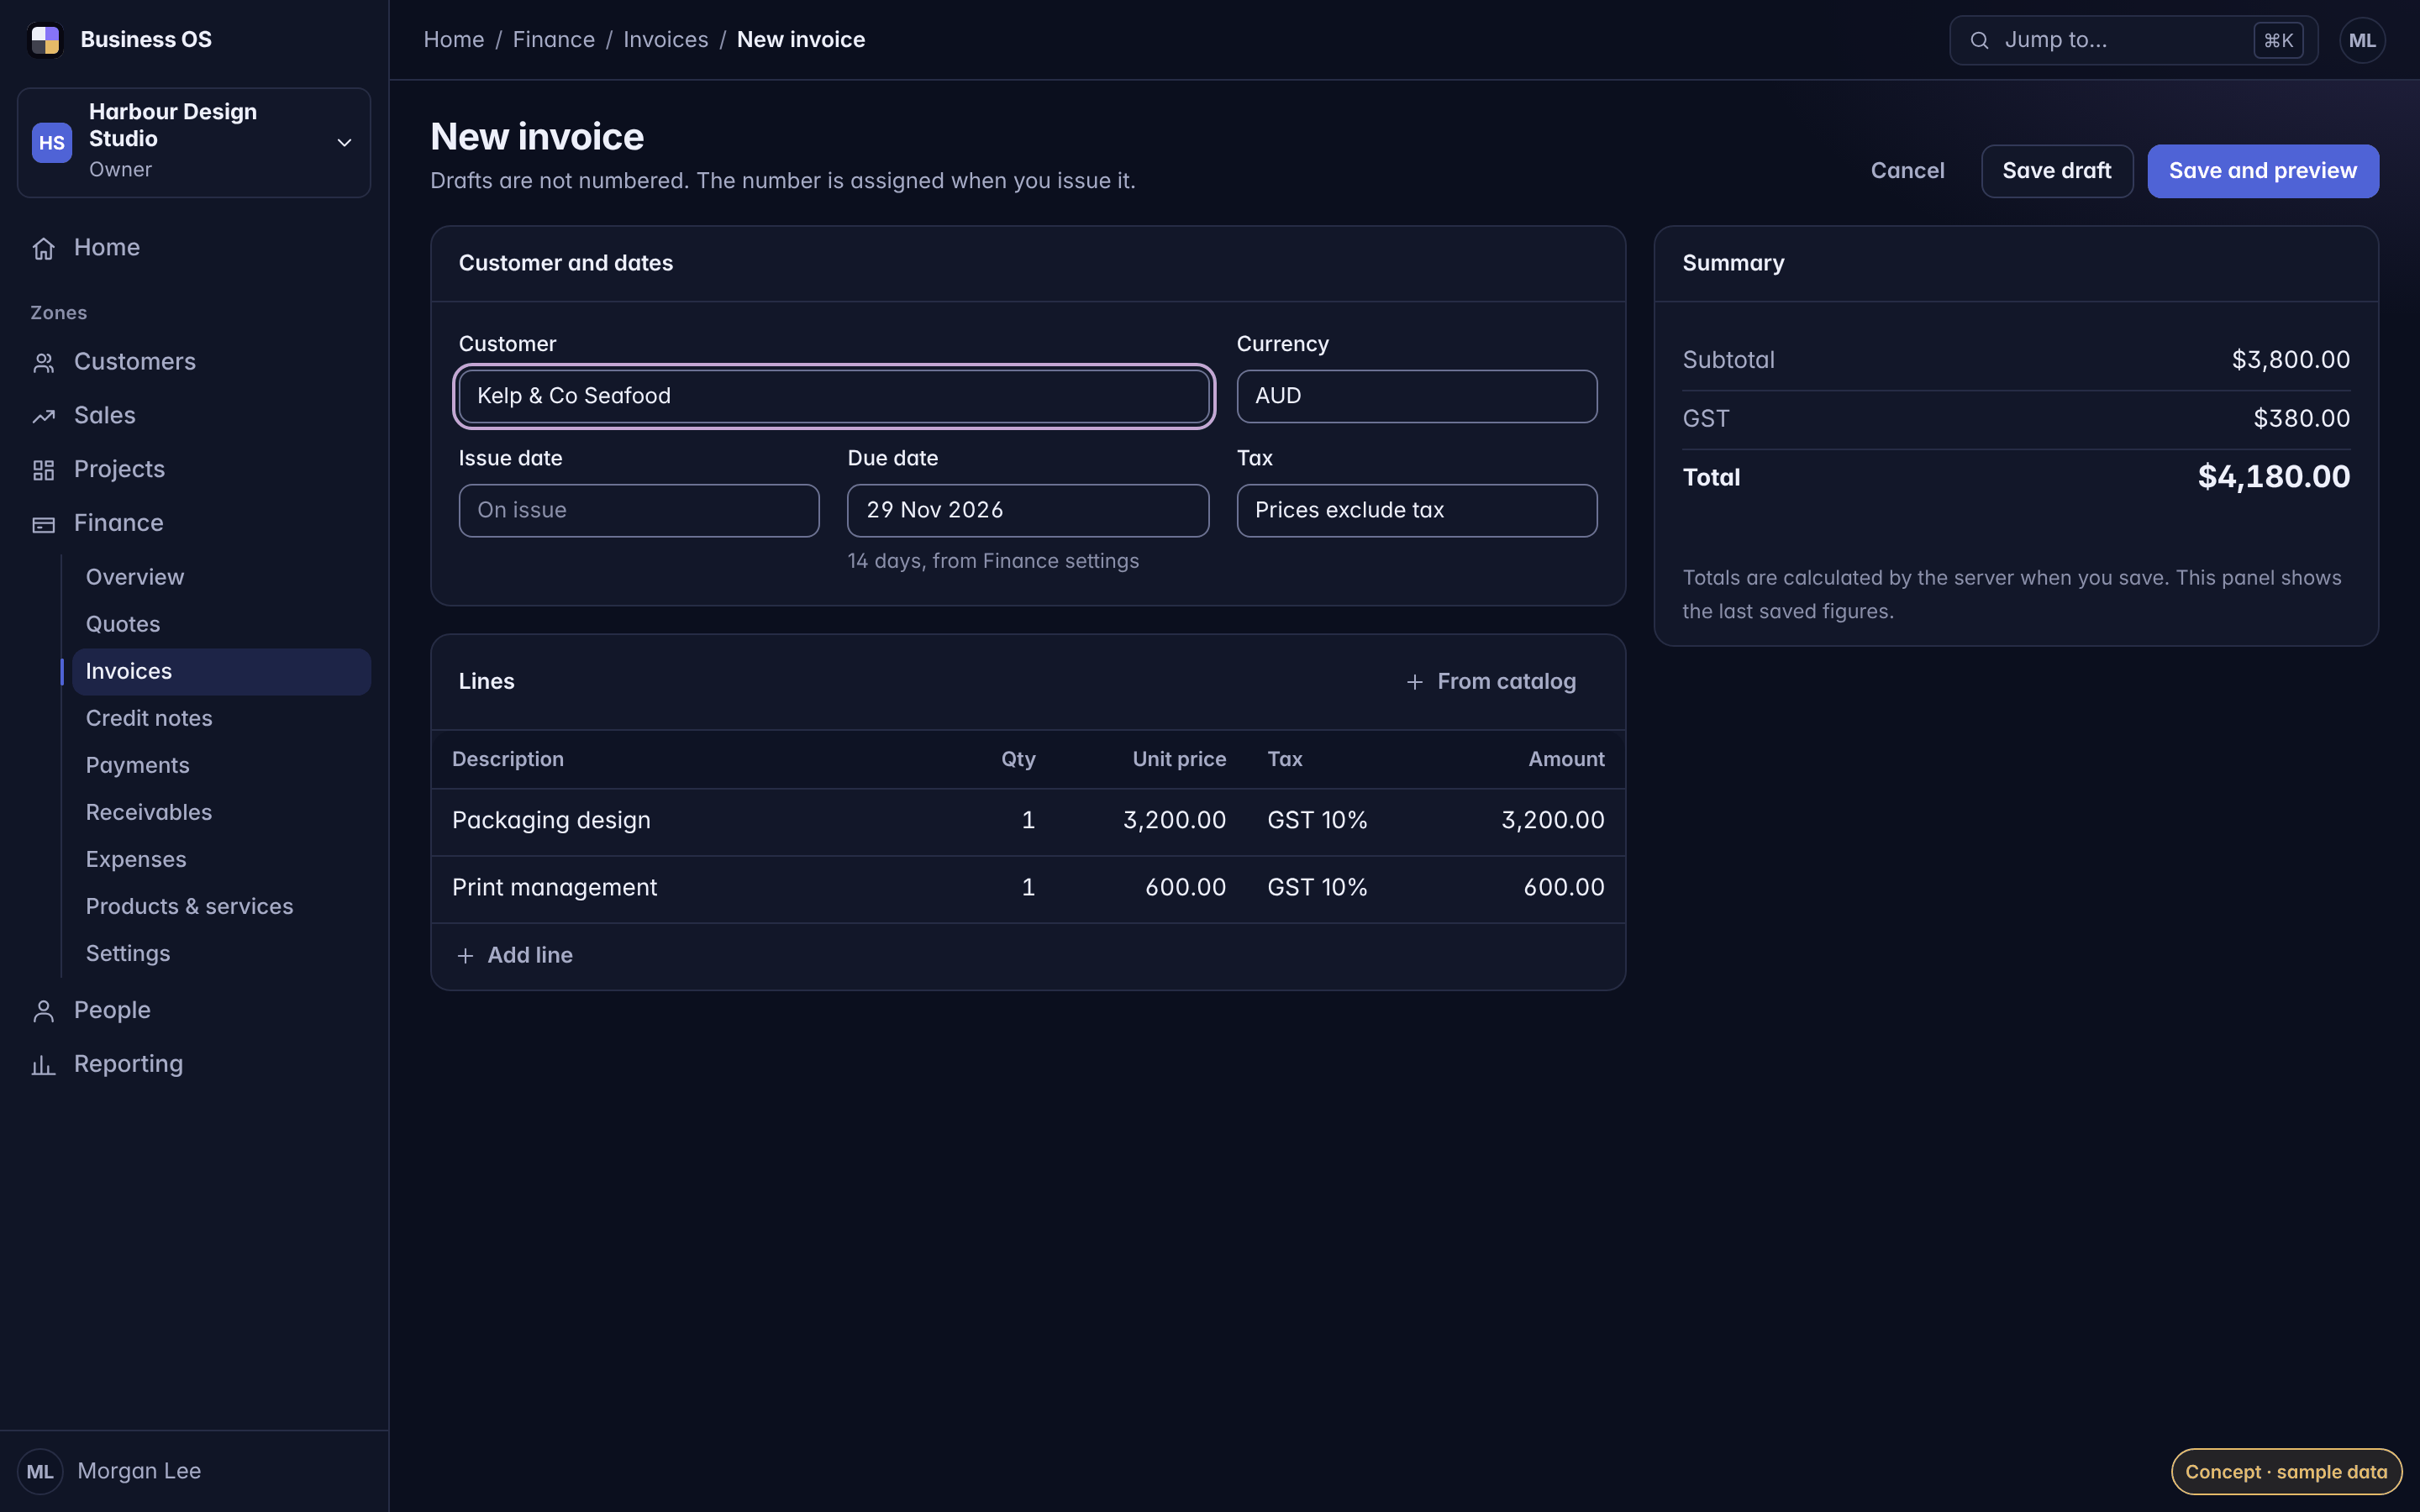 Business OS
HS
Harbour Design
Studio
Owner
Home
Zones
Customers
Sales
Projects
Finance
Overview
Quotes
Invoices
Credit notes
Payments
Receivables
Expenses
Products & services
Settings
People
Reporting
ML
Morgan Lee
Home / Finance / Invoices / New invoice
Jump to...
⌘K
ML
New invoice
Drafts are not numbered. The number is assigned when you issue it.
Cancel
Save draft
Save and preview
Customer and dates
Customer
Kelp & Co Seafood
Currency
AUD
Issue date
On issue
Due date
29 Nov 2026
14 days, from Finance settings
Tax
Prices exclude tax
Lines
+ From catalog
Description Qty Unit price Tax Amount
Packaging design 1 3,200.00 GST 10% 3,200.00
Print management 1 600.00 GST 10% 600.00
+ Add line
Summary
Subtotal $3,800.00
GST $380.00
Total $4,180.00
Totals are calculated by the server when you save. This panel shows
the last saved figures.
Concept · sample data